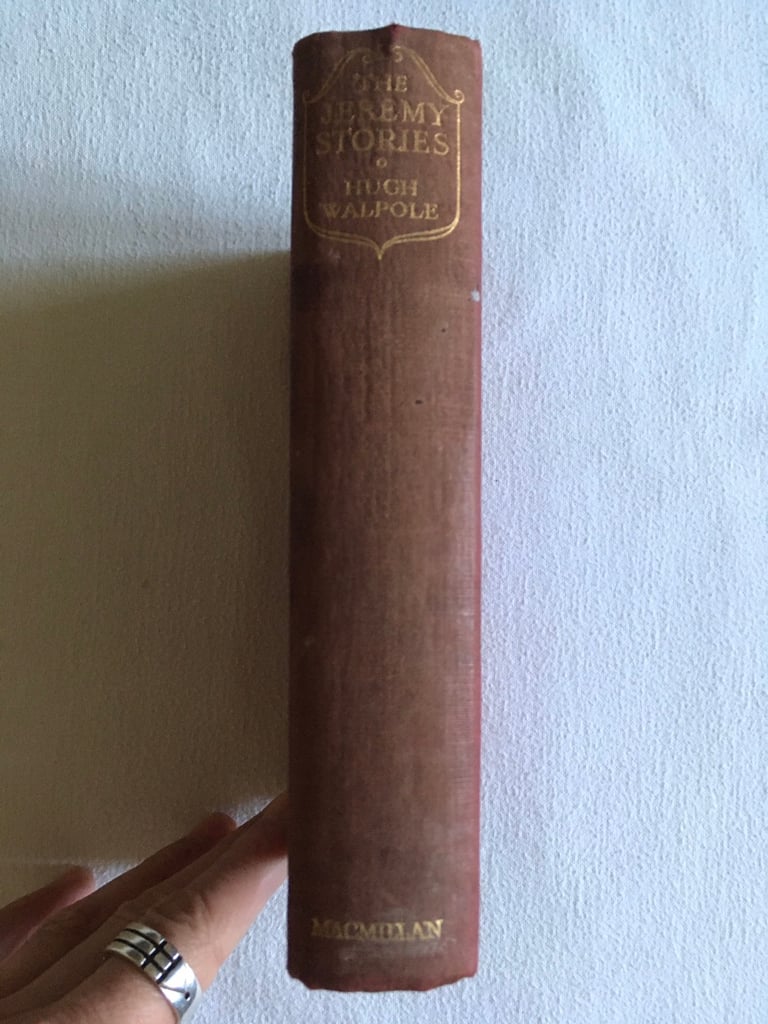 THE
JEREMY
STORIES
HUGH
WALPOLE
MACMILLAN